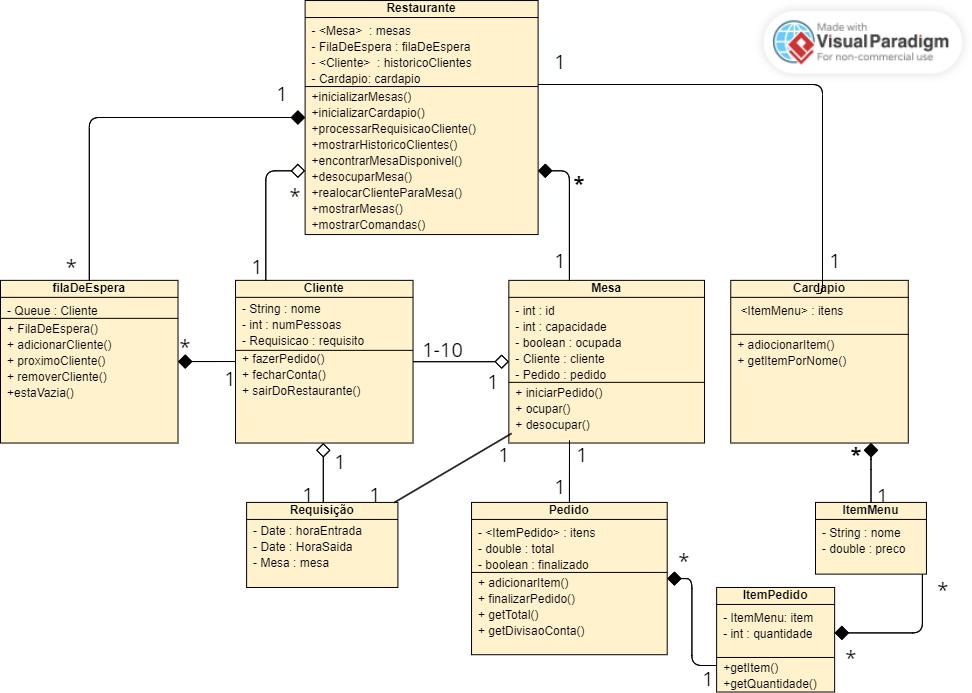 Restaurante
- <Mesa> : mesas
- FilaDeEspera : filaDeEspera
- <Cliente> : historicoClientes
- Cardapio: cardapio
+inicializarMesas()
+inicializarCardapio()
+processarRequisicaoCliente()
+mostrarHistoricoClientes()
+encontrarMesaDisponivel()
+desocuparMesa()
+realocarClienteParaMesa()
+mostrarMesas()
+mostrarComandas()
Made with
Visual Paradigm
For non-commercial use
1
1
*
*
*
1
1
1
filaDeEspera
- Queue : Cliente
+ FilaDeEspera()
+ adicionarCliente()
+ proximoCliente()
+ removerCliente()
+estaVazia()
*
1
Cliente
- String : nome
- int : numPessoas
- Requisicao : requisito
+ fazerPedido()
+ fecharConta()
+ sairDoRestaurante()
1-10
1
Mesa
- int : id
- int : capacidade
- boolean : ocupada
- Cliente : cliente
- Pedido : pedido
+ iniciarPedido()
+ ocupar()
+ desocupar()
Cardapio
<ItemMenu> : itens
+ adocionarItem()
+ getItemPorNome()
1
1
1
1
1
1
*
1
Requisição
- Date : horaEntrada
- Date : HoraSaida
- Mesa : mesa
Pedido
- <ItemPedido> : itens
- double : total
- boolean : finalizado
+ adicionarItem()
+ finalizarPedido()
+ getTotal()
+ getDivisaoConta()
ItemMenu
- String : nome
- double : preco
*
1
*
*
ItemPedido
- ItemMenu: item
- int : quantidade
+getItem()
+getQuantidade()